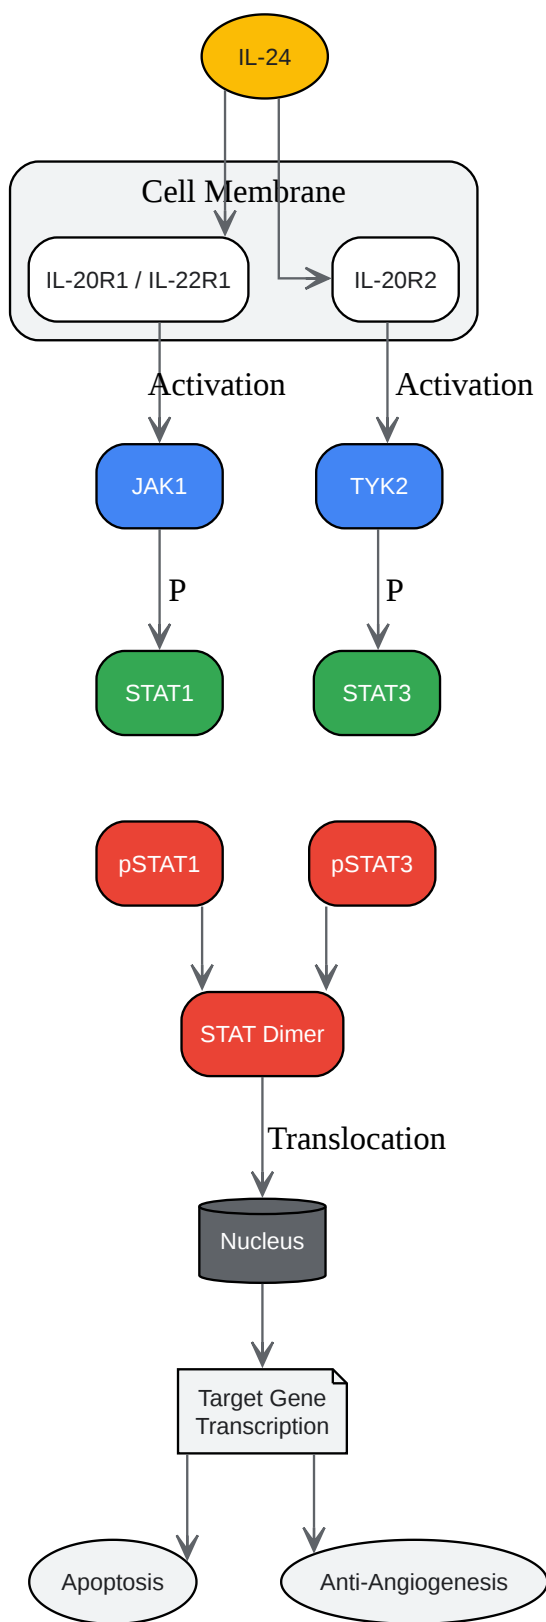 IL-24
Cell Membrane
IL-20R1 / IL-22R1
IL-20R2
Activation
Activation
JAK1
TYK2
P
P
STAT1
STAT3
pSTAT1
pSTAT3
STAT Dimer
Translocation
Nucleus
Target Gene
Transcription
Apoptosis
Anti-Angiogenesis